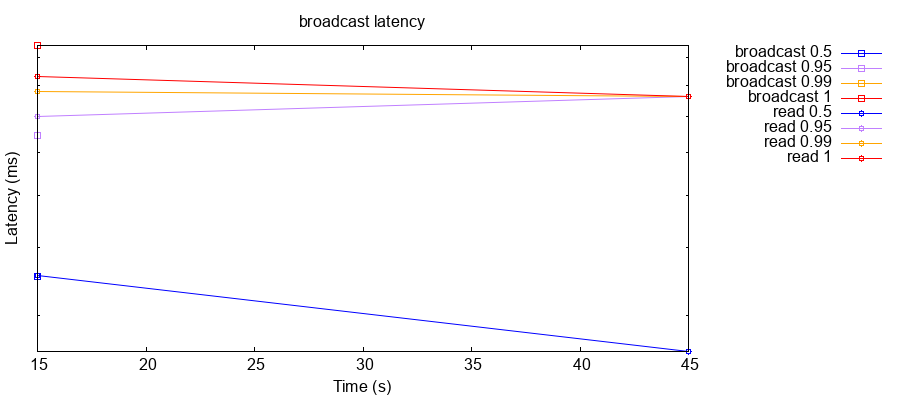 broadcast latency
broadcast 0.5
broadcast 0.95
broadcast 0.99
broadcast 1
read 0.5
read 0.95
read 0.99
read 1
Latency (ms)
15 20 25 30 35 40 45
Time (s)